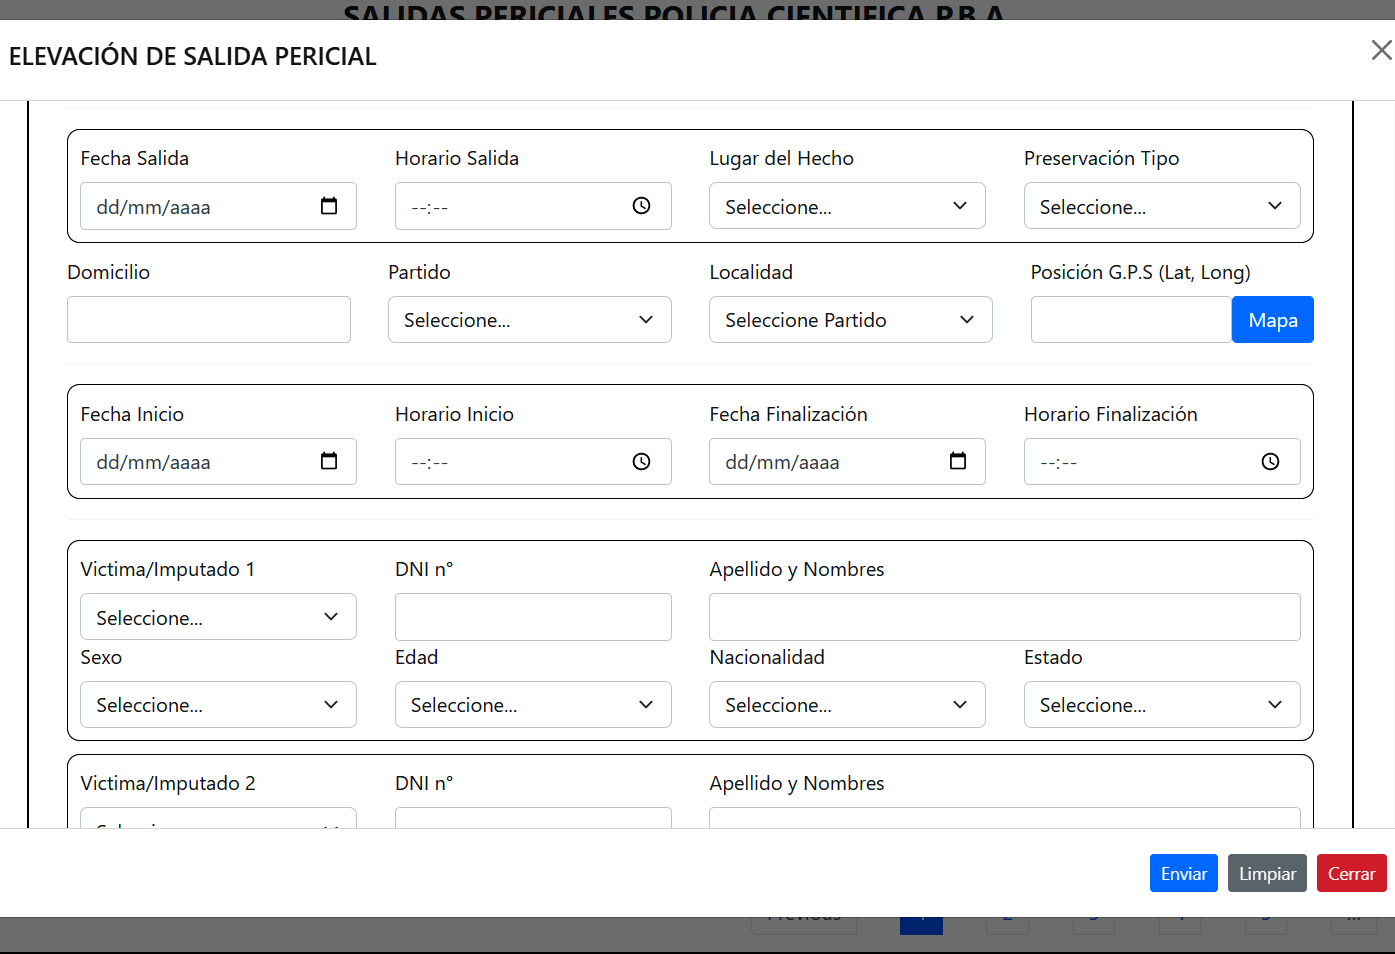 SALIDAS PERICIALES POLICIA CIENTIFICA P.B.A
ELEVACIÓN DE SALIDA PERICIAL
Fecha Salida Horario Salida Lugar del Hecho Preservación Tipo
dd/mm/aaaa --:-- Seleccione... Seleccione...
Domicilio Partido Localidad Posición G.P.S (Lat, Long)
Seleccione... Seleccione Partido Mapa
Fecha Inicio Horario Inicio Fecha Finalización Horario Finalización
dd/mm/aaaa --:-- dd/mm/aaaa --:--
Victima/Imputado 1 DNI n° Apellido y Nombres
Seleccione...
Sexo Edad Nacionalidad Estado
Seleccione... Seleccione... Seleccione... Seleccione...
Victima/Imputado 2 DNI n° Apellido y Nombres
Enviar Limpiar Cerrar